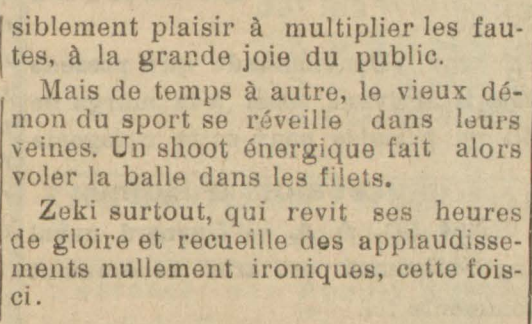 siblement plaisir à multiplier les fau-
tes, à la grande joie du public.
Mais de temps à autre, le vieux dé-
mon du sport se réveille dans leurs
veines. Un shoot énergique fait alors
voler la balle dans les filets.
Zeki surtout, qui revit ses heures
de gloire et recueille des applaudisse-
ments nullement ironiques, cette fois-
ci.